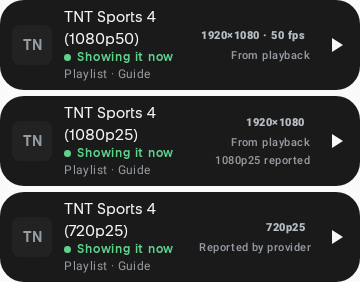 TN
TNT Sports 4
(1080p50)
Showing it now
Playlist · Guide
1920×1080 · 50 fps
From playback
TN
TNT Sports 4
(1080p25)
Showing it now
Playlist · Guide
1920×1080
From playback
1080p25 reported
TN
TNT Sports 4
(720p25)
Showing it now
Playlist · Guide
720p25
Reported by provider